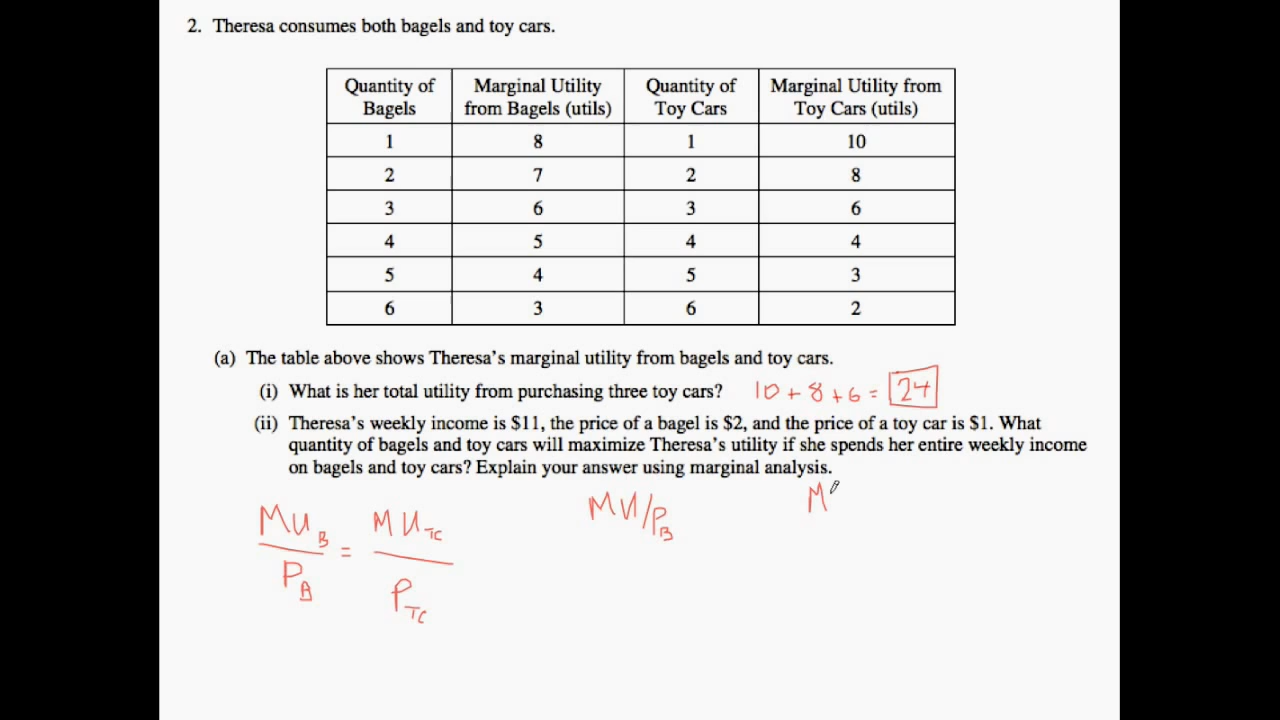 2. Theresa consumes both bagels and toy cars.
Quantity of Bagels Marginal Utility from Bagels (utils) Quantity of Toy Cars Marginal Utility from Toy Cars (utils)
1 8 1 10
2 7 2 8
3 6 3 6
4 5 4 4
5 4 5 3
6 3 6 2
(a) The table above shows Theresa's marginal utility from bagels and toy cars.
(i) What is her total utility from purchasing three toy cars? 10 + 8 + 6 = 24
(ii) Theresa's weekly income is $11, the price of a bagel is $2, and the price of a toy car is $1. What
quantity of bagels and toy cars will maximize Theresa's utility if she spends her entire weekly income
on bagels and toy cars? Explain your answer using marginal analysis.
MU_B = MU_TC MU/P_B M
P_B P_TC